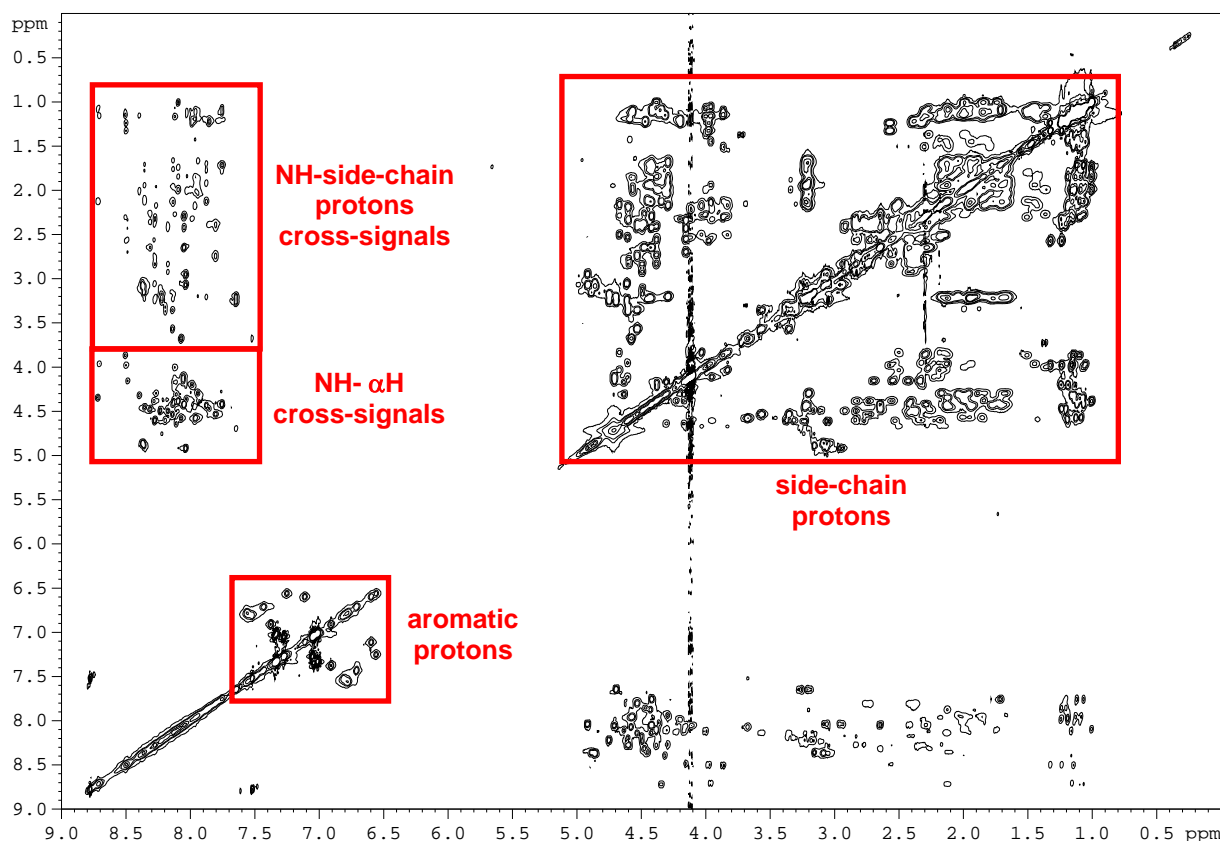 ppm
0.5
1.0
1.5
2.0
2.5
3.0
3.5
4.0
4.5
5.0
5.5
6.0
6.5
7.0
7.5
8.0
8.5
9.0
NH-side-chain
protons
cross-signals
NH- αH
cross-signals
side-chain
protons
aromatic
protons
9.0 8.5 8.0 7.5 7.0 6.5 6.0 5.5 5.0 4.5 4.0 3.5 3.0 2.5 2.0 1.5 1.0 0.5 ppm